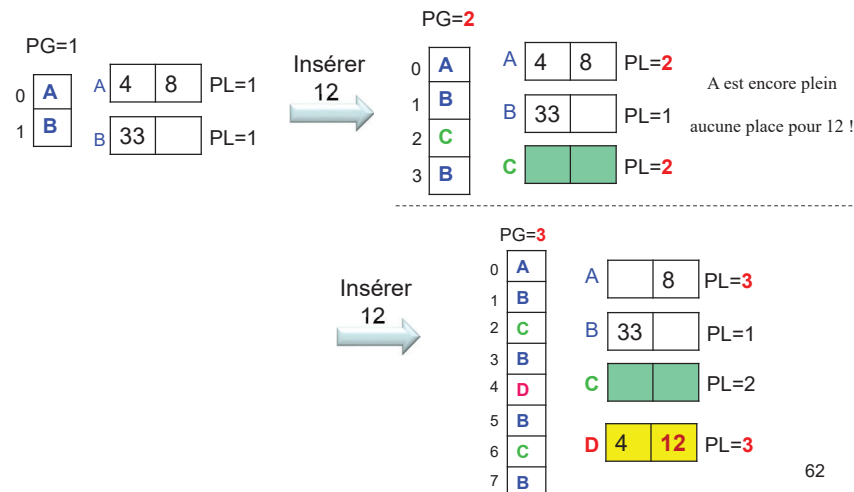 PG=1
0 A
1 B
A 4 8 PL=1
B 33 PL=1
Insérer
12
PG=2
0 A
1 B
2 C
3 B
A 4 8 PL=2
B 33 PL=1
C PL=2
A est encore plein
aucune place pour 12 !
Insérer
12
PG=3
0 A
1 B
2 C
3 B
4 D
5 B
6 C
7 B
A 8 PL=3
B 33 PL=1
C PL=2
D 4 12 PL=3
62